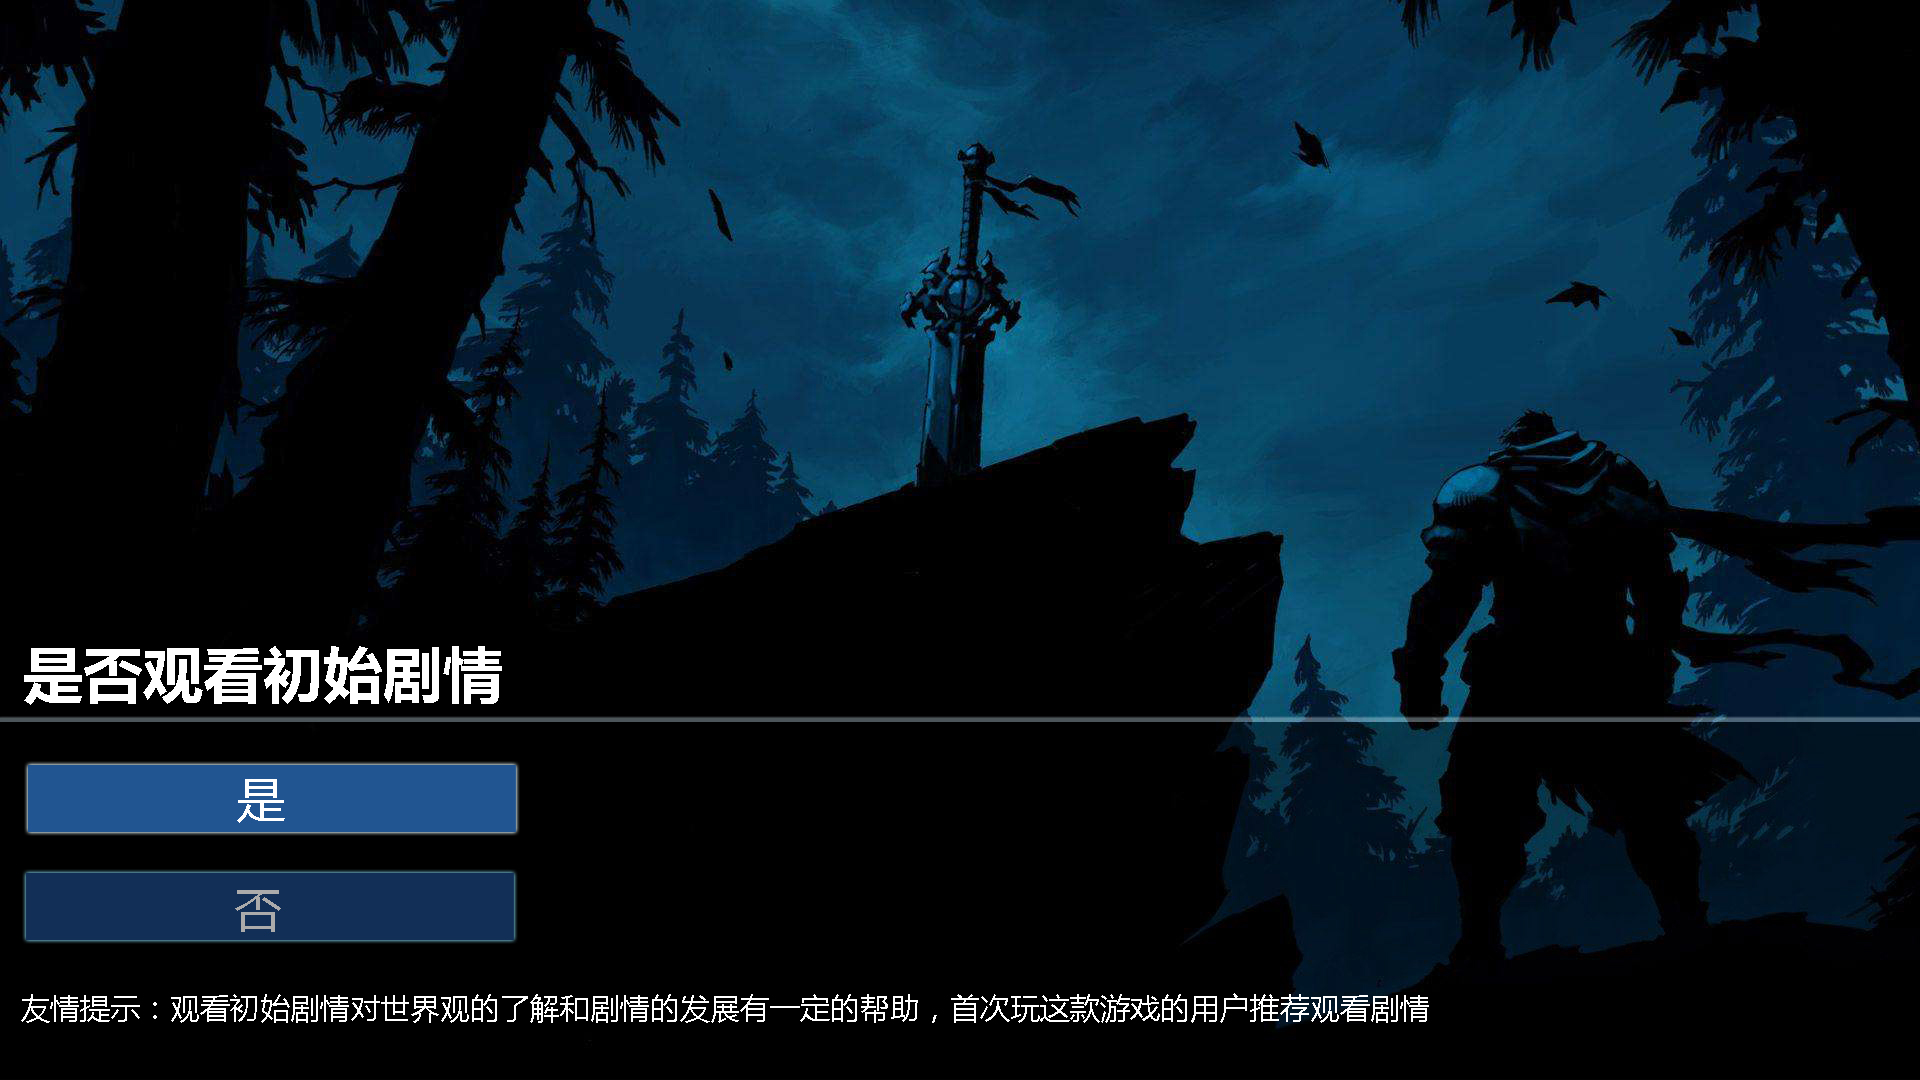 是否观看初始剧情
是
否
友情提示：观看初始剧情对世界观的了解和剧情的发展有一定的帮助，首次玩这款游戏的用户推荐观看剧情